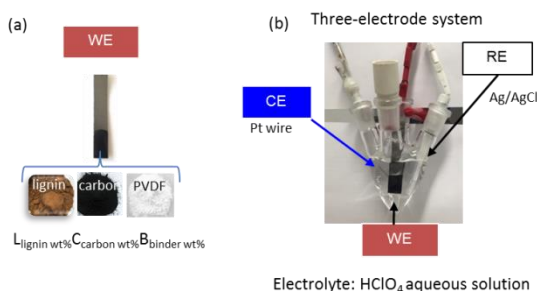 (a)
WE
lignin carbon PVDF
Llignin wt%Ccarbon wt%Bbinder wt%
(b)
Three-electrode system
RE
Ag/AgCl
CE
Pt wire
WE
Electrolyte: HClO4 aqueous solution